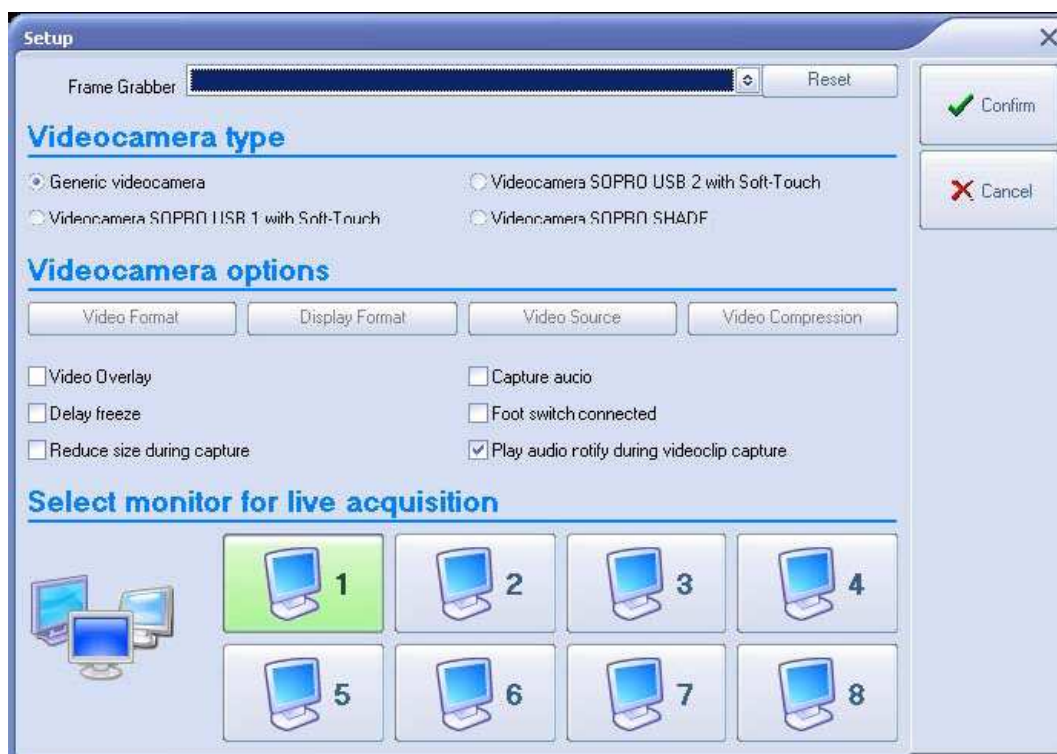 Setup
Frame Grabber Reset
Confirm
Videocamera type
Cancel
Generic videocamera Videocamera SOPRO USB 2 with Soft-Touch
Videocamera SOPRO USB 1 with Soft-Touch Videocamera SOPRO SHADE
Videocamera options
Video Format Display Format Video Source Video Compression
Video Overlay Capture aucio
Delay freeze Foot switch connected
Reduce size during capture Play audio rotify during videoclip capture
Select monitor for live acquisition
1 2 3 4
5 6 7 8